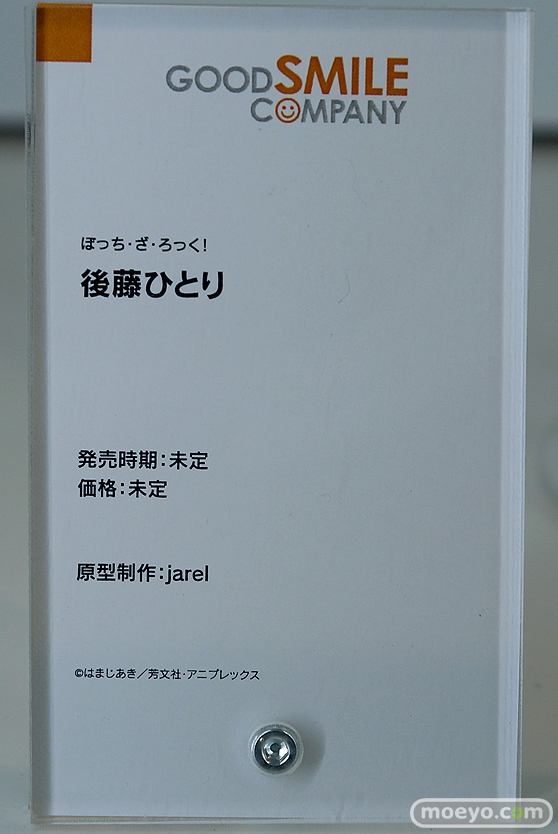 GOODSMILE
COMPANY
ぼっち・ざ・ろっく!
後藤ひとり
発売時期:未定
価格:未定
原型制作:jarel
©はまじあき/芳文社・アニプレックス
moeyo.com